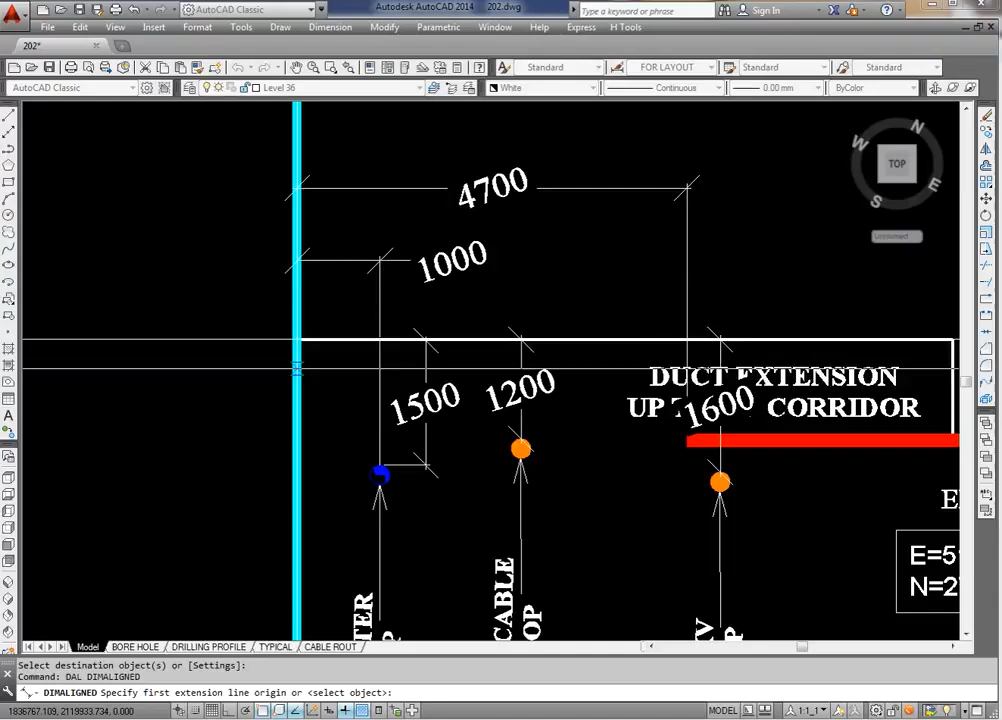 Autodesk AutoCAD 2014 202.dwg
AutoCAD Classic
Type a keyword or phrase
Sign In
File Edit View Insert Format Tools Draw Dimension Modify Parametric Window Help Express H Tools
202*
Standard FOR LAYOUT Standard Standard
AutoCAD Classic Level 36 White Continuous 0.00 mm ByColor
N
W TOP E
S
Unnamed
4700
1000
1500
1200
1600
DUCT EXTENSION
CORRIDOR
E=5
N=2
CABLE
Model BORE HOLE DRILLING PROFILE TYPICAL CABLE ROUT
Select destination object(s) or [Settings]:
Command: DAL DIMALIGNED
DIMALIGNED Specify first extension line origin or <select object>:
1836767.109, 2119933.734, 0.000
MODEL 1:1_1